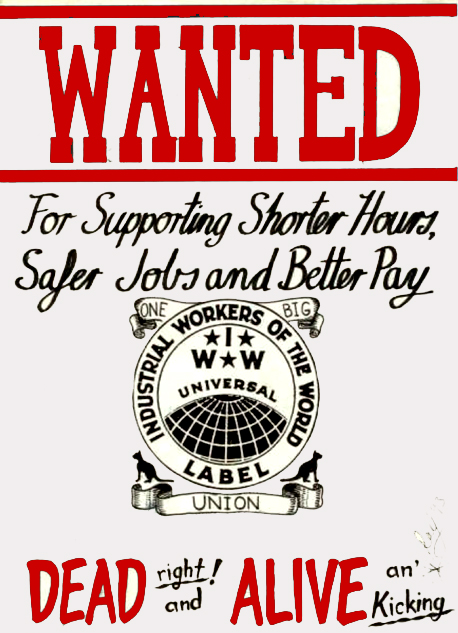 WANTED
For Supporting Shorter Hours,
Safer Jobs and Better Pay
ONE BIG
INDUSTRIAL WORKERS OF THE WORLD
★I★
W★W
UNIVERSAL
LABEL
UNION
DEAD right! and ALIVE an' Kicking